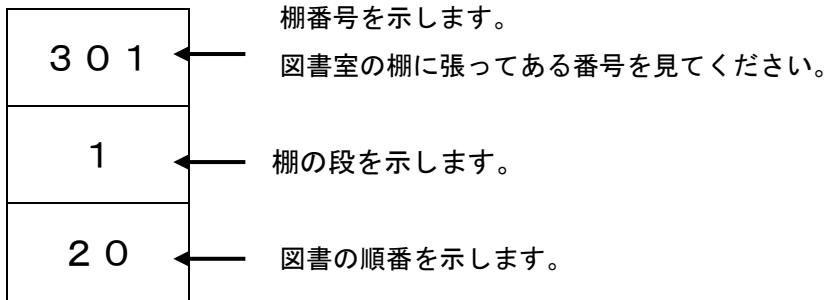 棚番号を示します。
３０１
図書室の棚に張ってある番号を見てください。
１
棚の段を示します。
２０
図書の順番を示します。